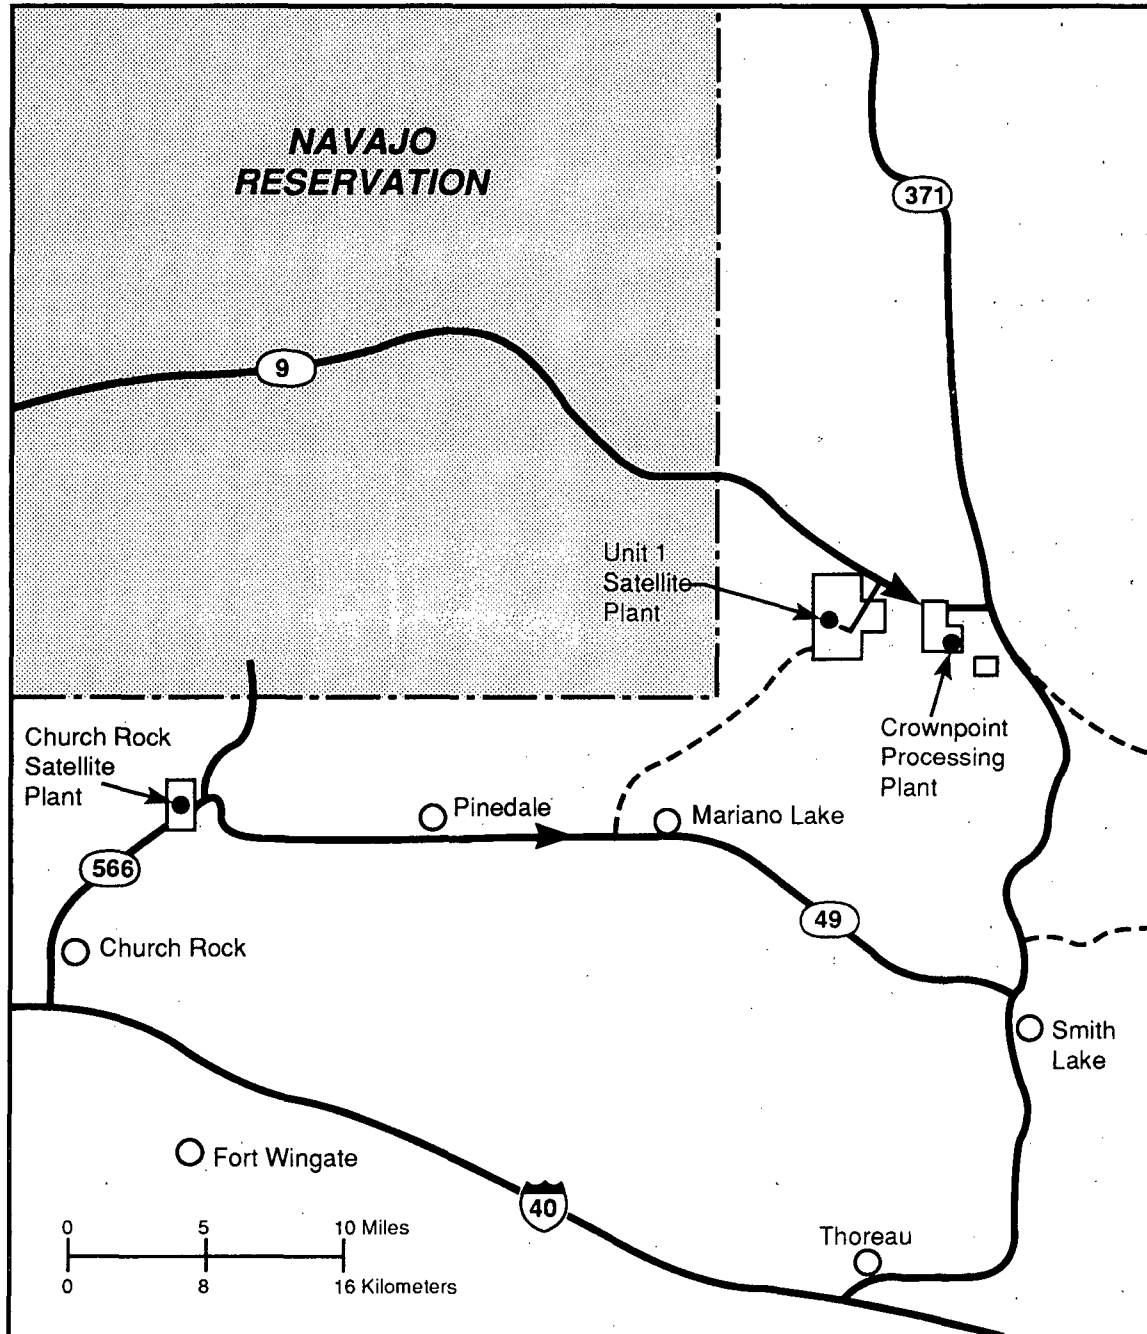 NAVAJO
RESERVATION
371
9
Unit 1
Satellite
Plant
Church Rock
Satellite
Plant
Crownpoint
Processing
Plant
Pinedale
Mariano Lake
566
49
Church Rock
Smith
Lake
Fort Wingate
40
0 5 10 Miles
0 8 16 Kilometers
Thoreau